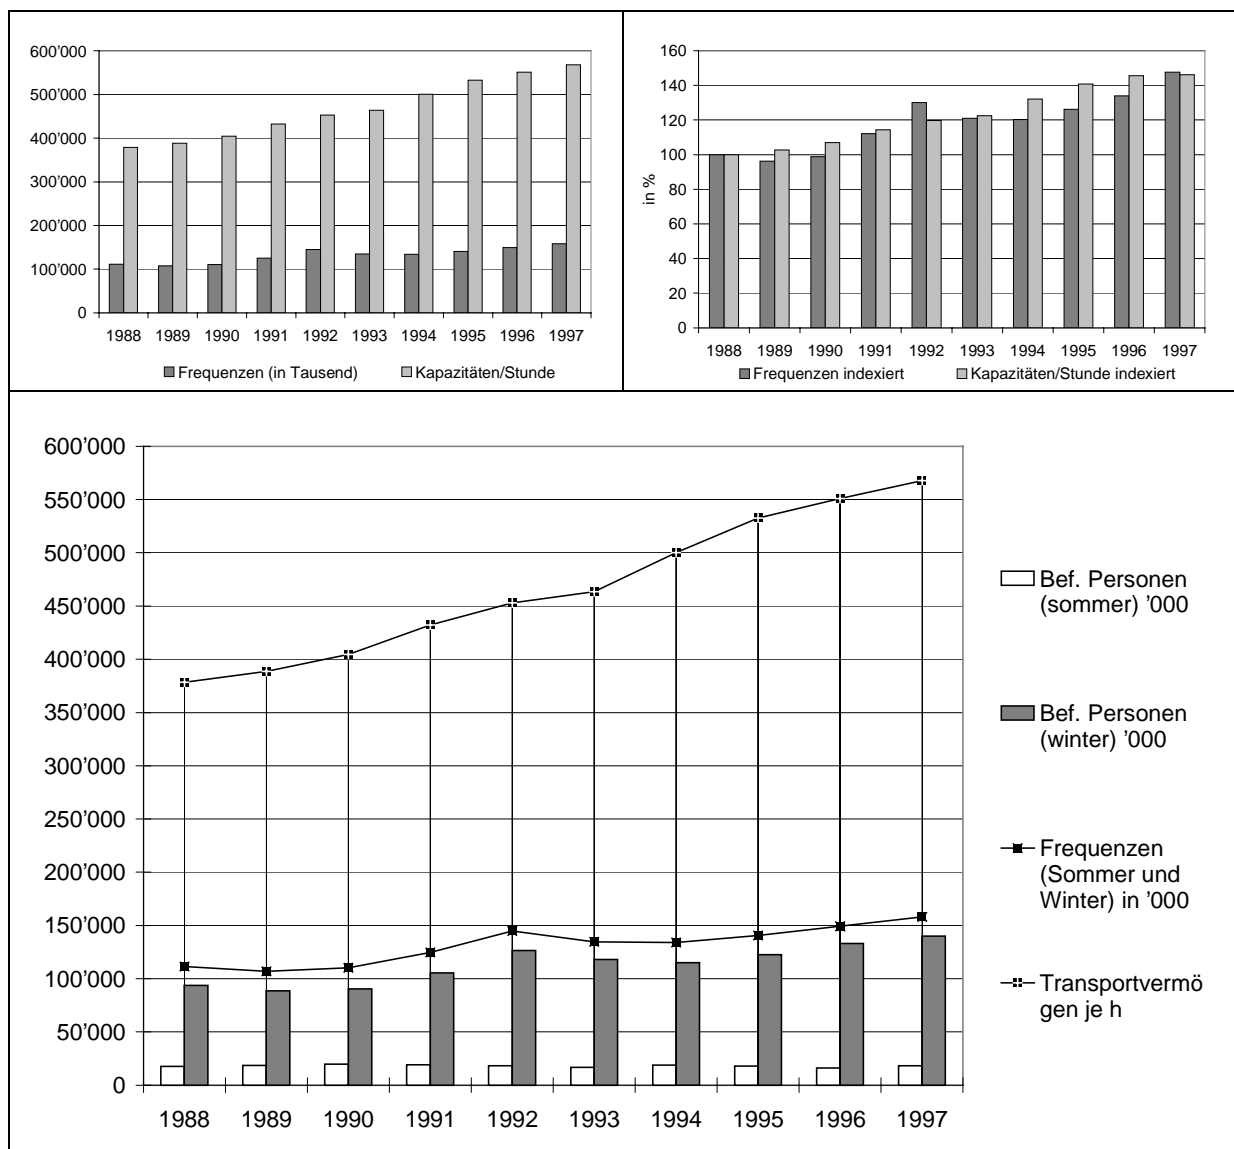 600'000
500'000
400'000
300'000
200'000
100'000
0
1988 1989 1990 1991 1992 1993 1994 1995 1996 1997
Frequenzen (in Tausend) Kapazitäten/Stunde
in %
160
140
120
100
80
60
40
20
0
1988 1989 1990 1991 1992 1993 1994 1995 1996 1997
Frequenzen indexiert Kapazitäten/Stunde indexiert
600'000
550'000
500'000
450'000
400'000
350'000
300'000
250'000
200'000
150'000
100'000
50'000
0
1988 1989 1990 1991 1992 1993 1994 1995 1996 1997
Bef. Personen
(sommer) '000
Bef. Personen
(winter) '000
Frequenzen
(Sommer und
Winter) in '000
Transportvermö
gen je h